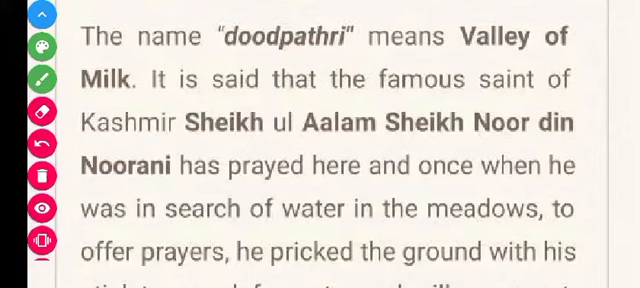 The name "doodpathri" means Valley of
Milk. It is said that the famous saint of
Kashmir Sheikh ul Aalam Sheikh Noor din
Noorani has prayed here and once when he
was in search of water in the meadows, to
offer prayers, he pricked the ground with his